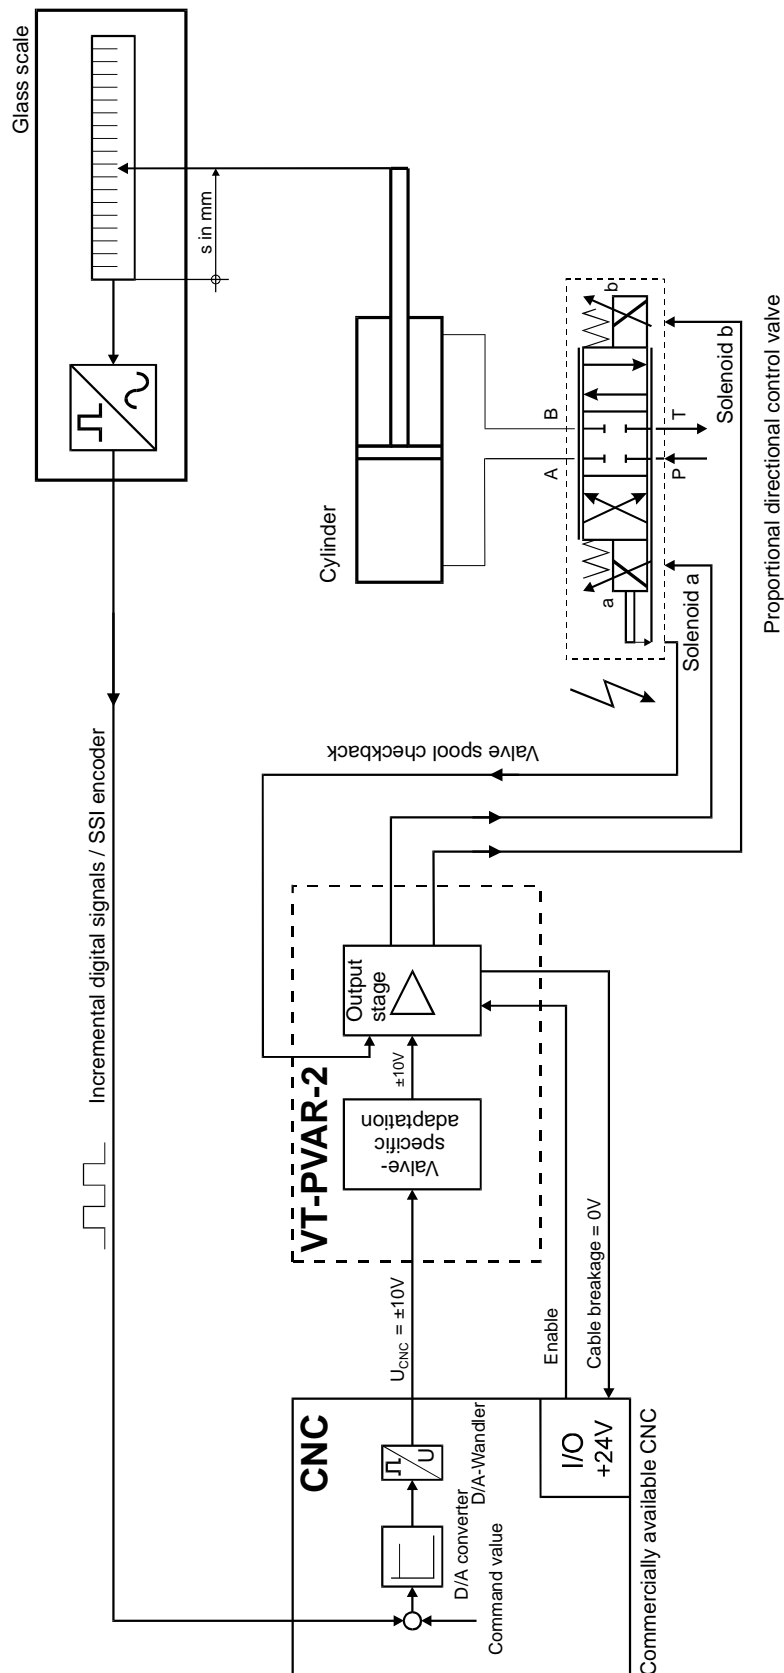 Glass scale
s in mm
Incremental digital signals / SSI encoder
Cylinder
A
B
a
b
P
T
Solenoid a
Solenoid b
Proportional directional control valve
Valve spool checkback
VT-PVAR-2
Output
stage
±10V
Valve-
specific
adaptation
UCNC = ±10V
Enable
Cable breakage = 0V
CNC
U
D/A-Wandler
D/A converter
Command value
I/O
+24V
Commercially available CNC